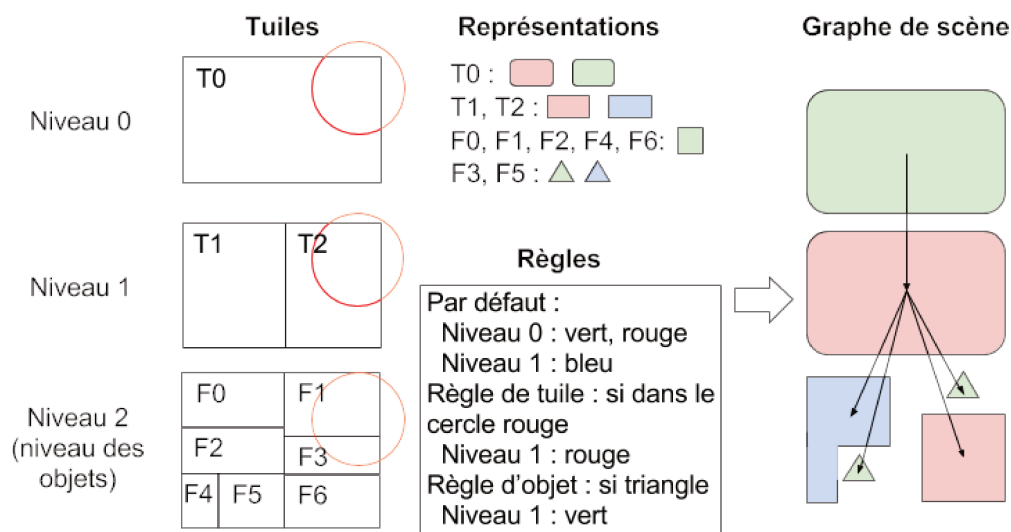 Tuiles
Représentations
Graphe de scène
Niveau 0
T0
T0 :
T1, T2 :
F0, F1, F2, F4, F6:
F3, F5 :
Niveau 1
T1
T2
Niveau 2
(niveau des
objets)
F0
F1
F2
F3
F4
F5
F6
Règles
Par défaut :
Niveau 0 : vert, rouge
Niveau 1 : bleu
Règle de tuile : si dans le
cercle rouge
Niveau 1 : rouge
Règle d'objet : si triangle
Niveau 1 : vert